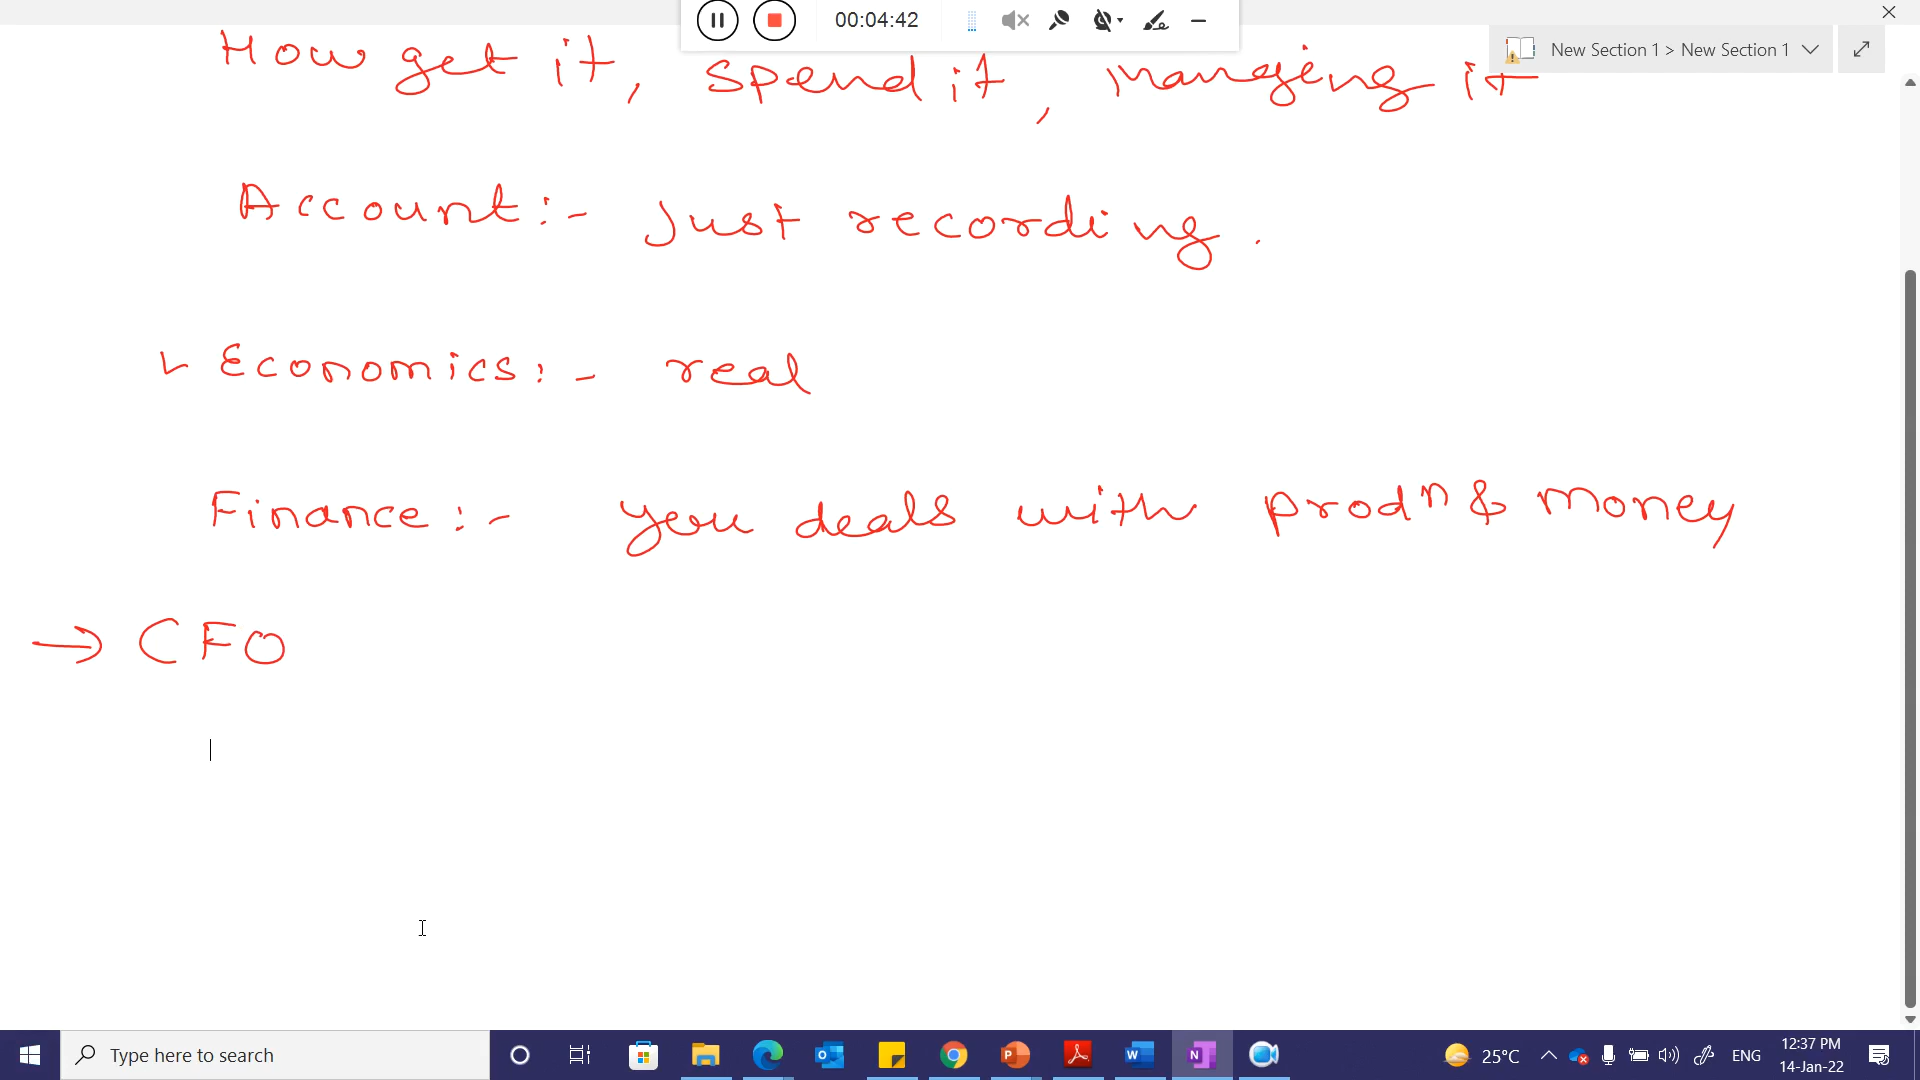 00:04:42
New Section 1 > New Section 1
How get it, Spend it, manageing it
Account :- Just recording.
Economics :- real
Finance :- you deals with prodⁿ & money
→ CFO
Type here to search
25°C
ENG
12:37 PM
14-Jan-22